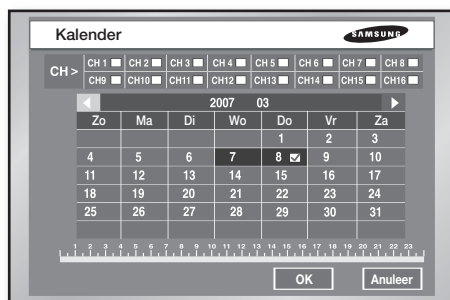 Kalender SAMSUNG
CH > CH 1 CH 2 CH 3 CH 4 CH 5 CH 6 CH 7 CH 8
CH9 CH10 CH11 CH12 CH13 CH14 CH15 CH16
2007 03
Zo Ma Di Wo Do Vr Za
1 2 3
4 5 6 7 8 9 10
11 12 13 14 15 16 17
18 19 20 21 22 23 24
25 26 27 28 29 30 31
1 2 3 4 5 6 7 8 9 10 11 12 13 14 15 16 17 18 19 20 21 22 23
OK Anuleer